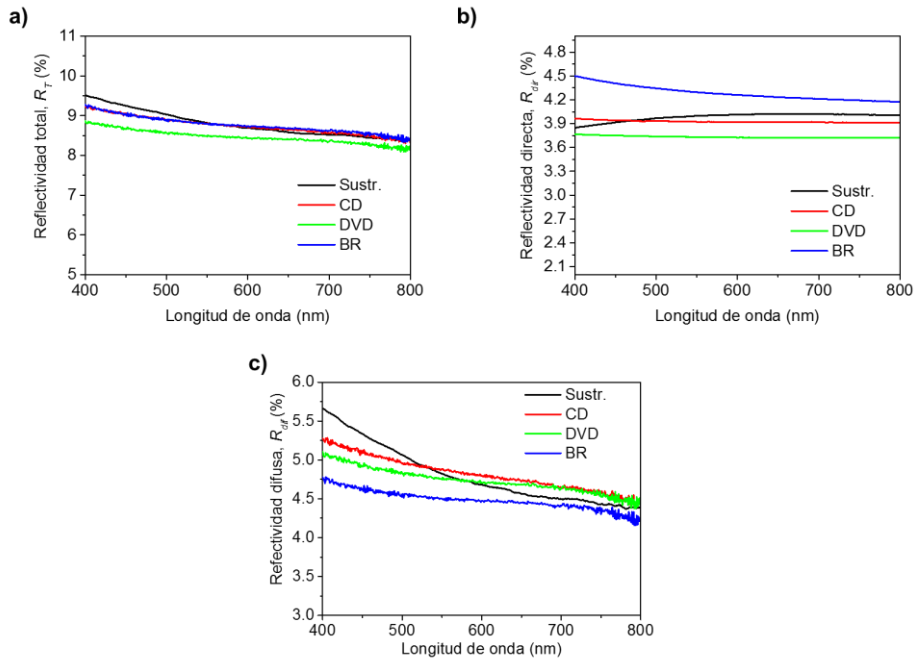 a)
Reflectividad total, R_T (%)
11
10
9
8
7
6
5
Sustr.
CD
DVD
BR
400
500
600
700
800
Longitud de onda (nm)
b)
Reflectividad directa, R_dir (%)
4.8
4.5
4.2
3.9
3.6
3.3
3.0
2.7
2.4
2.1
Sustr.
CD
DVD
BR
400
500
600
700
800
Longitud de onda (nm)
c)
Refectividad difusa, R_dif (%)
6.0
5.5
5.0
4.5
4.0
3.5
3.0
Sustr.
CD
DVD
BR
400
500
600
700
800
Longitud de onda (nm)